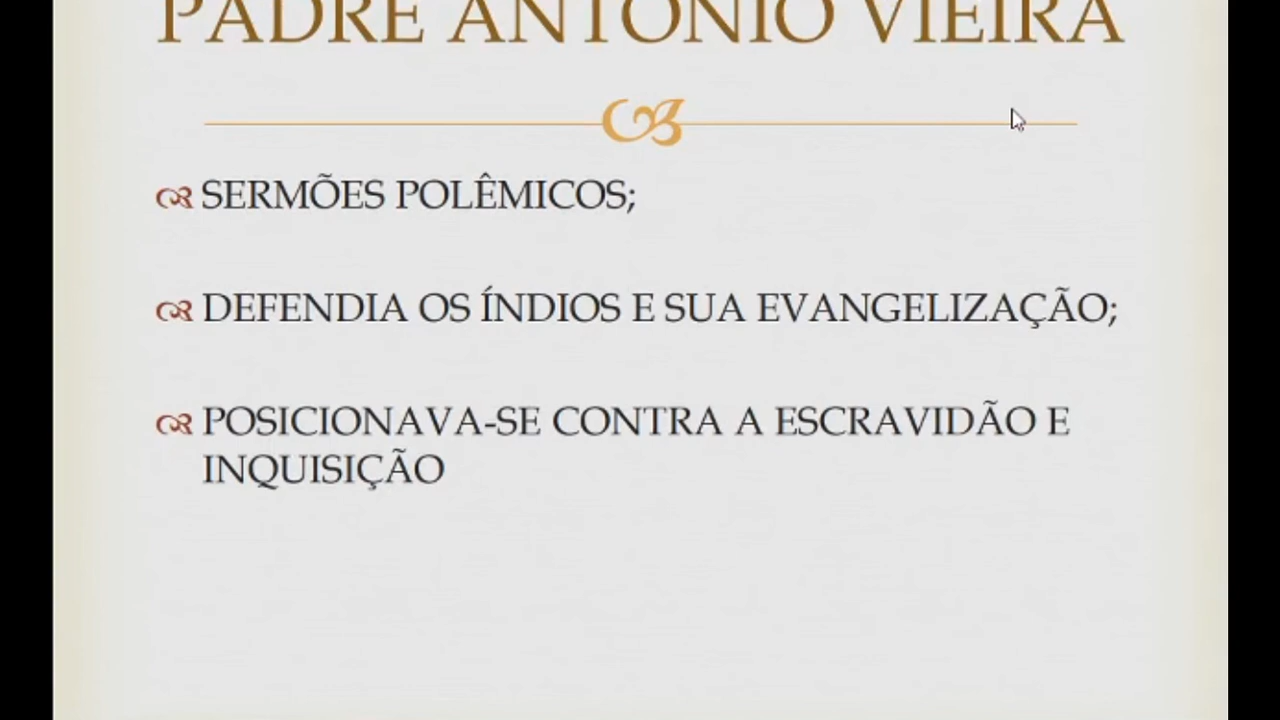 PADRE ANTONIO VIEIRA
SERMÕES POLÊMICOS;
DEFENDIA OS ÍNDIOS E SUA EVANGELIZAÇÃO;
POSICIONAVA-SE CONTRA A ESCRAVIDÃO E
INQUISIÇÃO